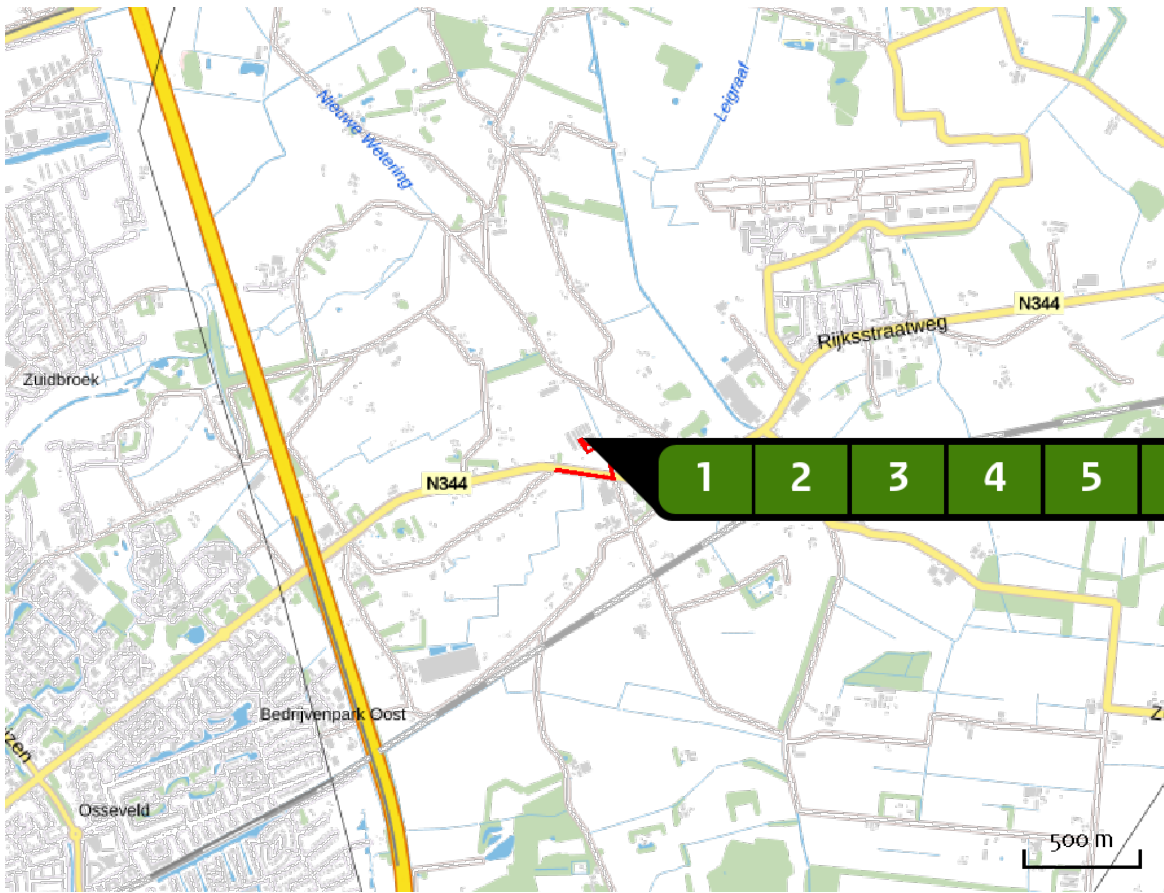 Nieuwe Wetering
Leigraaf
N344
Rijksstraatweg
Zuidbroek
N344
1 2 3 4 5
Bedrijvenpark Oost
Osseveld
500 m